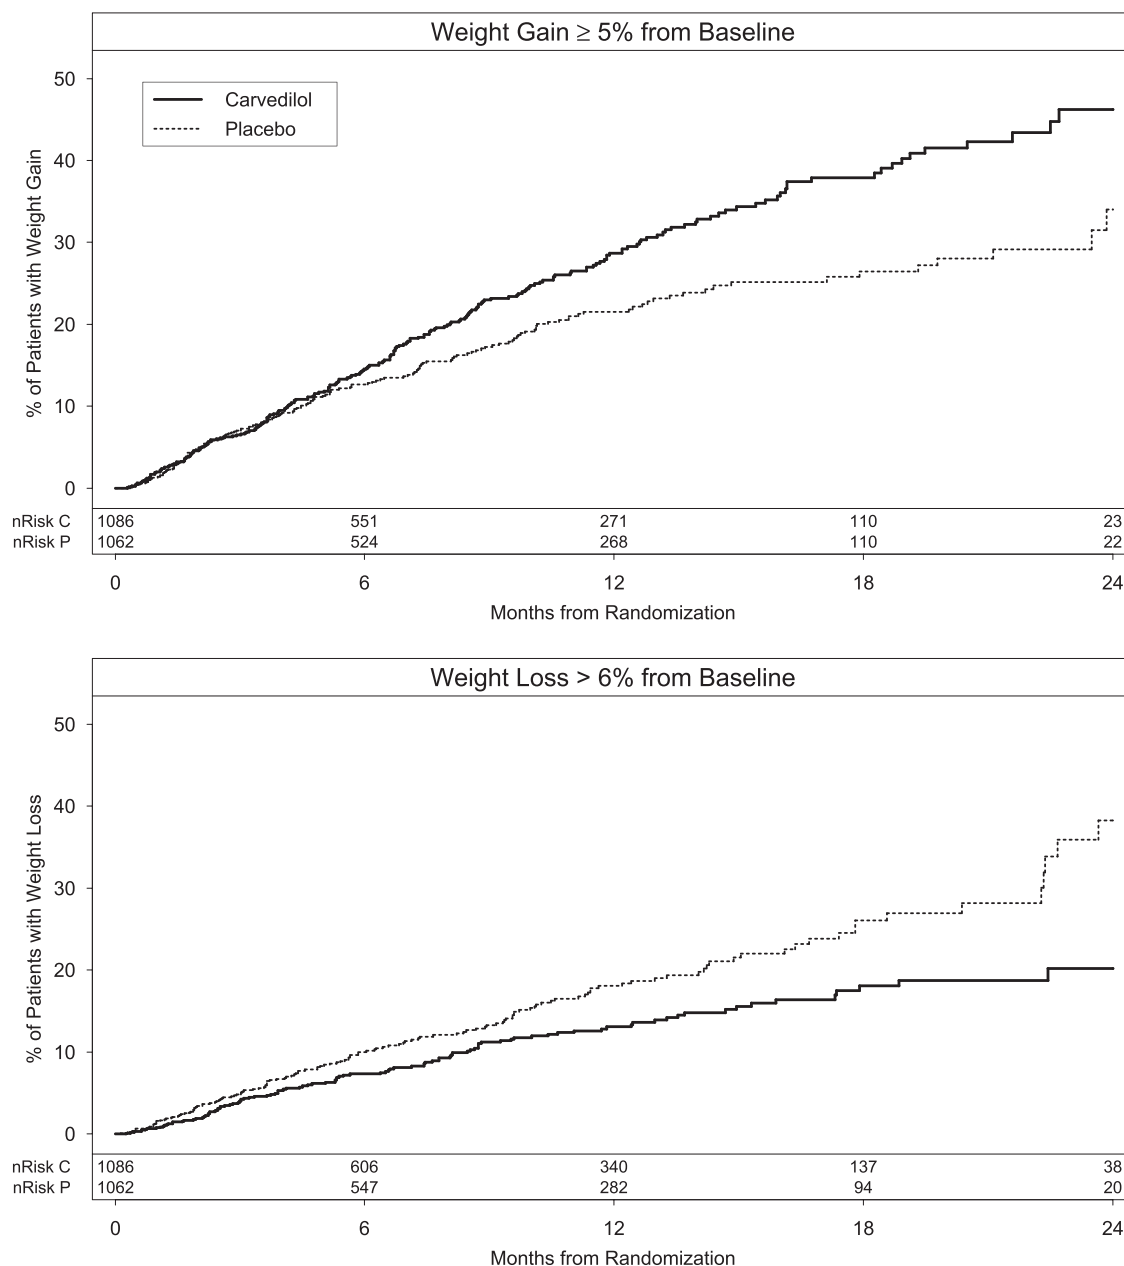 Weight Gain ≥ 5% from Baseline
50
40
30
20
10
0
% of Patients with Weight Gain
Carvedilol
Placebo
nRisk C 1086 551 271 110 23
nRisk P 1062 524 268 110 22
0 6 12 18 24
Months from Randomization
Weight Loss > 6% from Baseline
50
40
30
20
10
0
% of Patients with Weight Loss
nRisk C 1086 606 340 137 38
nRisk P 1062 547 282 94 20
0 6 12 18 24
Months from Randomization